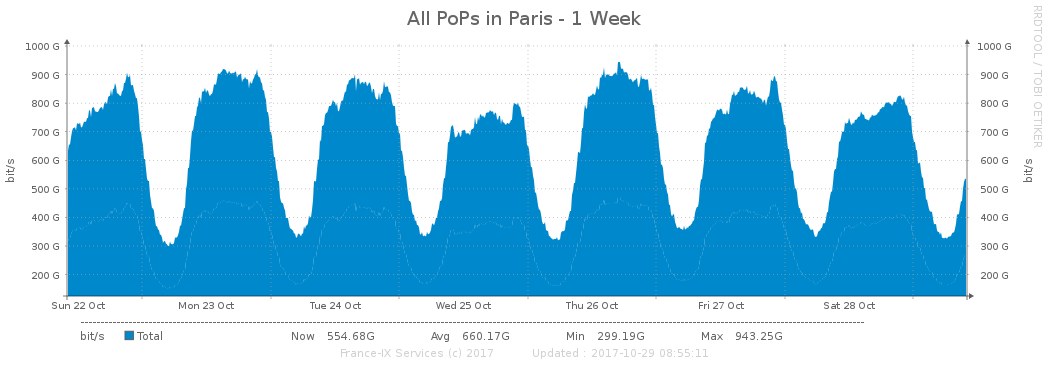 All PoPs in Paris - 1 Week
RRDTOOL / TOBI OETIKER
1000 G 1000 G
900 G 900 G
800 G 800 G
700 G 700 G
600 G 600 G
500 G 500 G
400 G 400 G
300 G 300 G
200 G 200 G
bit/s
bit/s
Sun 22 Oct Mon 23 Oct Tue 24 Oct Wed 25 Oct Thu 26 Oct Fri 27 Oct Sat 28 Oct
bit/s Total Now 554.68G Avg 660.17G Min 299.19G Max 943.25G
France-IX Services (c) 2017 Updated : 2017-10-29 08:55:11